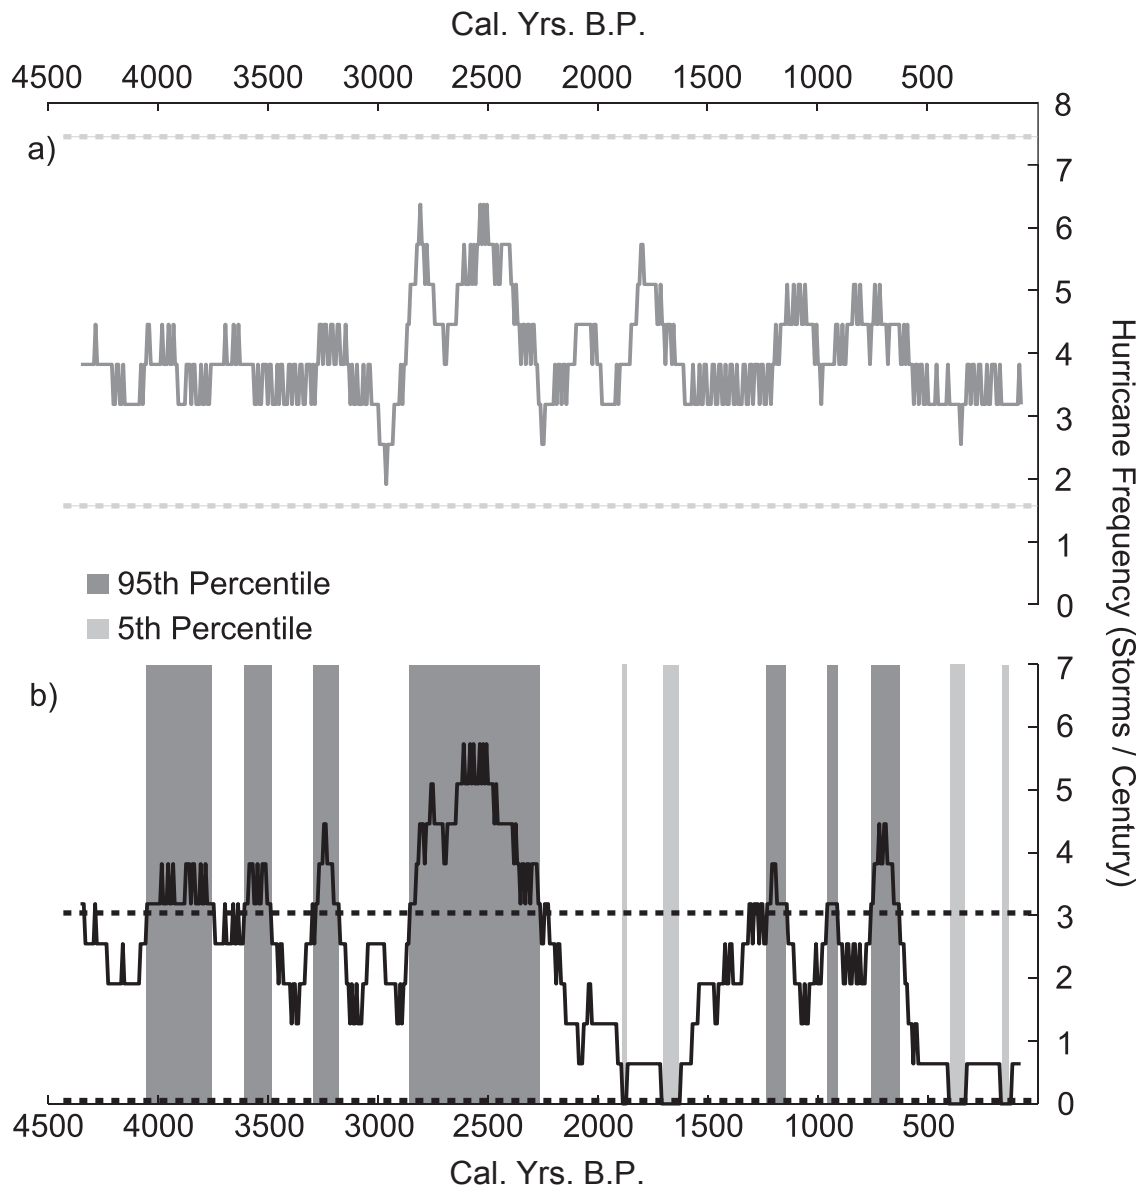 Cal. Yrs. B.P.
4500 4000 3500 3000 2500 2000 1500 1000 500
8
a)
7
6
5
4
3
2
1
0
Hurricane Frequency (Storms / Century)
95th Percentile
5th Percentile
7
b)
6
5
4
3
2
1
0
4500 4000 3500 3000 2500 2000 1500 1000 500
Cal. Yrs. B.P.